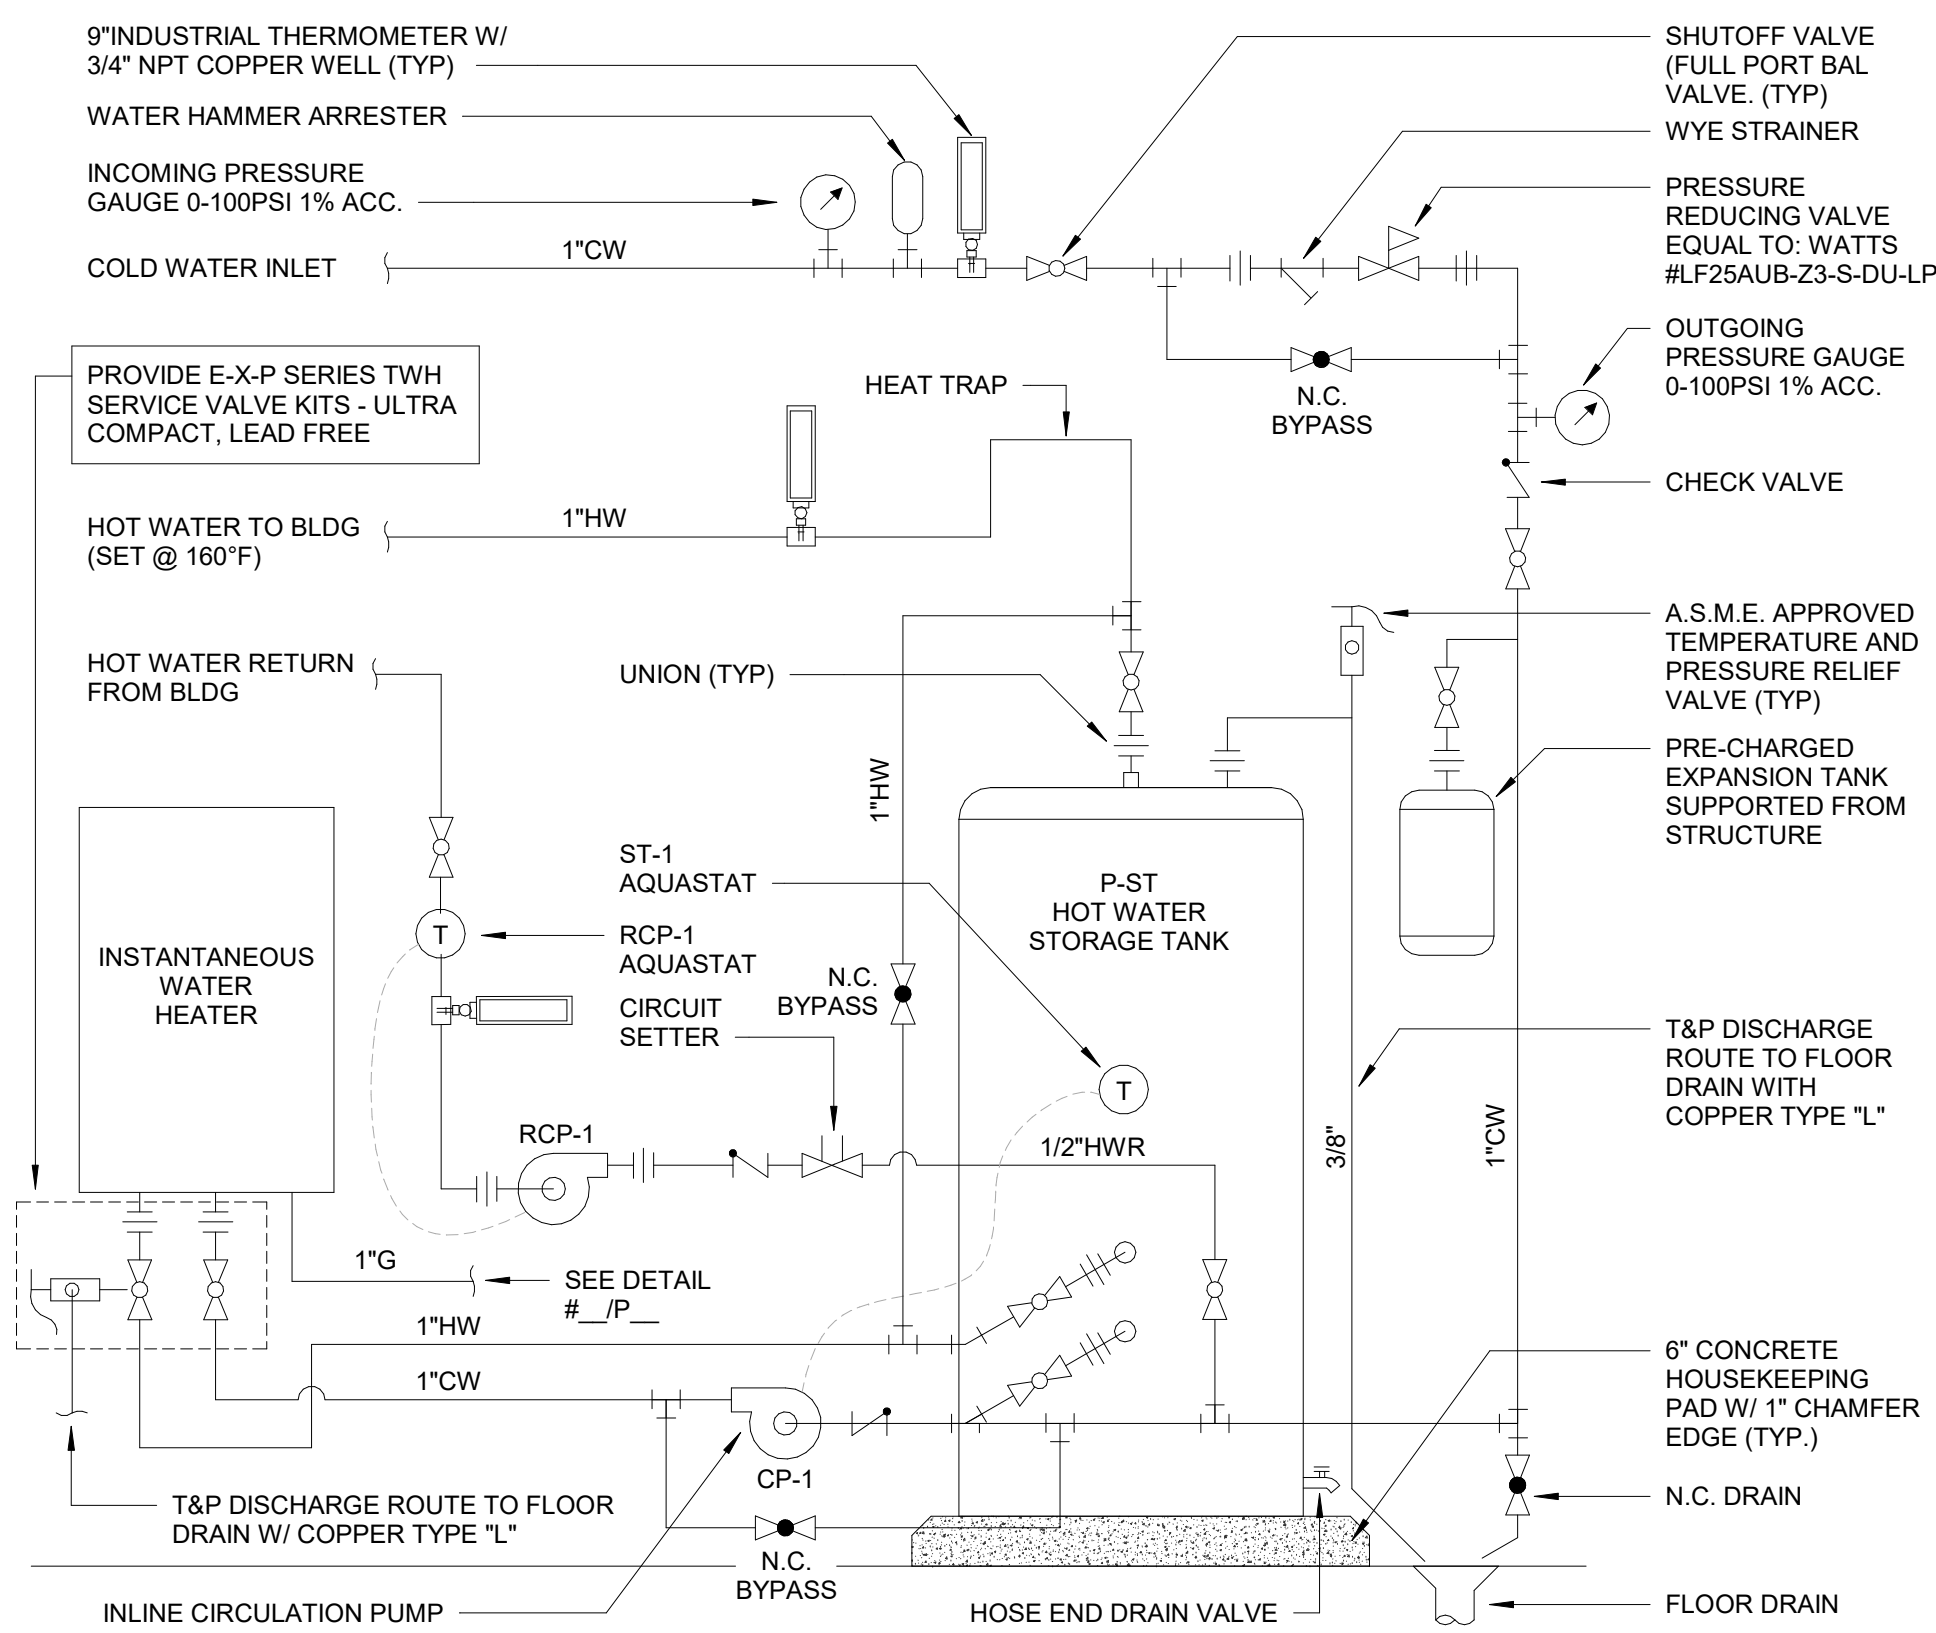 9"INDUSTRIAL THERMOMETER W/
3/4" NPT COPPER WELL (TYP)
WATER HAMMER ARRESTER
INCOMING PRESSURE
GAUGE 0-100PSI 1% ACC.
COLD WATER INLET
1"CW
SHUTOFF VALVE
(FULL PORT BAL
VALVE. (TYP)
WYE STRAINER
PRESSURE
REDUCING VALVE
EQUAL TO: WATTS
#LF25AUB-Z3-S-DU-LP
OUTGOING
PRESSURE GAUGE
0-100PSI 1% ACC.
N.C.
BYPASS
PROVIDE E-X-P SERIES TWH
SERVICE VALVE KITS - ULTRA
COMPACT, LEAD FREE
HEAT TRAP
CHECK VALVE
HOT WATER TO BLDG
(SET @ 160°F)
1"HW
A.S.M.E. APPROVED
TEMPERATURE AND
PRESSURE RELIEF
VALVE (TYP)
HOT WATER RETURN
FROM BLDG
UNION (TYP)
PRE-CHARGED
EXPANSION TANK
SUPPORTED FROM
STRUCTURE
1"HW
ST-1
AQUASTAT
P-ST
HOT WATER
STORAGE TANK
INSTANTANEOUS
WATER
HEATER
T
RCP-1
AQUASTAT
N.C.
BYPASS
CIRCUIT
SETTER
T&P DISCHARGE
ROUTE TO FLOOR
DRAIN WITH
COPPER TYPE "L"
T
RCP-1
1/2"HWR
3/8"
1"CW
1"G
SEE DETAIL
#__/P__
1"HW
1"CW
CP-1
6" CONCRETE
HOUSEKEEPING
PAD W/ 1" CHAMFER
EDGE (TYP.)
N.C. DRAIN
T&P DISCHARGE ROUTE TO FLOOR
DRAIN W/ COPPER TYPE "L"
N.C.
BYPASS
INLINE CIRCULATION PUMP
HOSE END DRAIN VALVE
FLOOR DRAIN